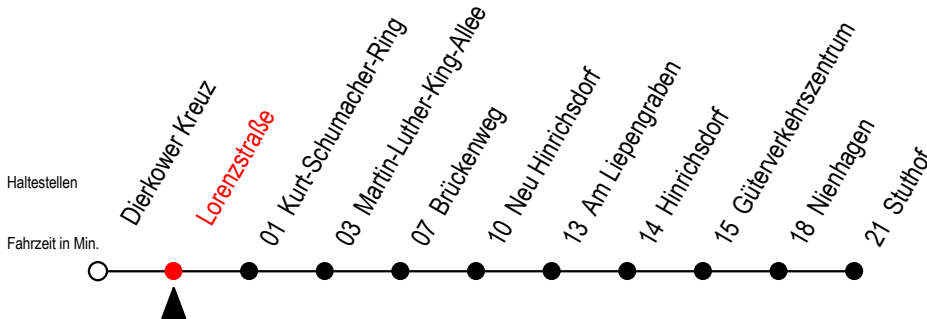 Haltestellen
Fahrzeit in Min.
Dierkower Kreuz
Lorenzstraße
01 Kurt-Schumacher-Ring
03 Martin-Luther-King-Allee
07 Brückenweg
10 Neu Hinrichsdorf
13 Am Liepengraben
14 Hinrichsdorf
15 Güterverkehrszentrum
18 Nienhagen
21 Stuthof